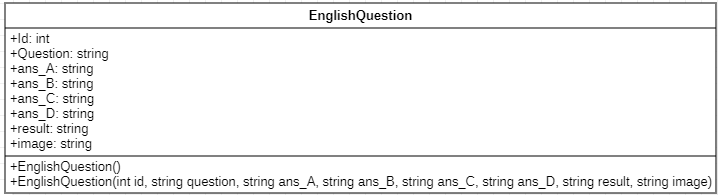 EnglishQuestion
+Id: int
+Question: string
+ans_A: string
+ans_B: string
+ans_C: string
+ans_D: string
+result: string
+image: string
+EnglishQuestion()
+EnglishQuestion(int id, string question, string ans_A, string ans_B, string ans_C, string ans_D, string result, string image)